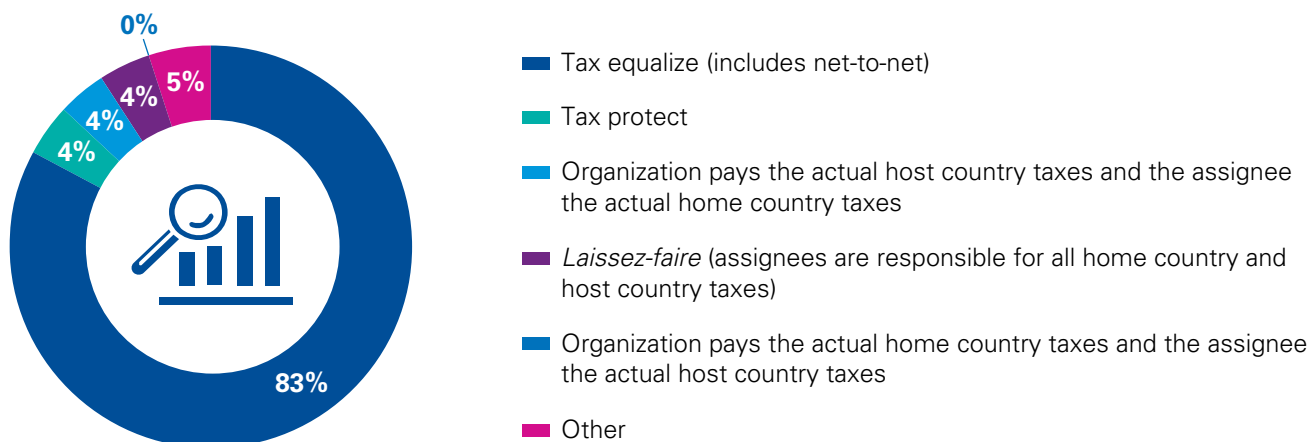 0%
5%
4%
4%
4%
83%
Tax equalize (includes net-to-net)
Tax protect
Organization pays the actual host country taxes and the assignee
the actual home country taxes
Laissez-faire (assignees are responsible for all home country and
host country taxes)
Organization pays the actual home country taxes and the assignee
the actual host country taxes
Other